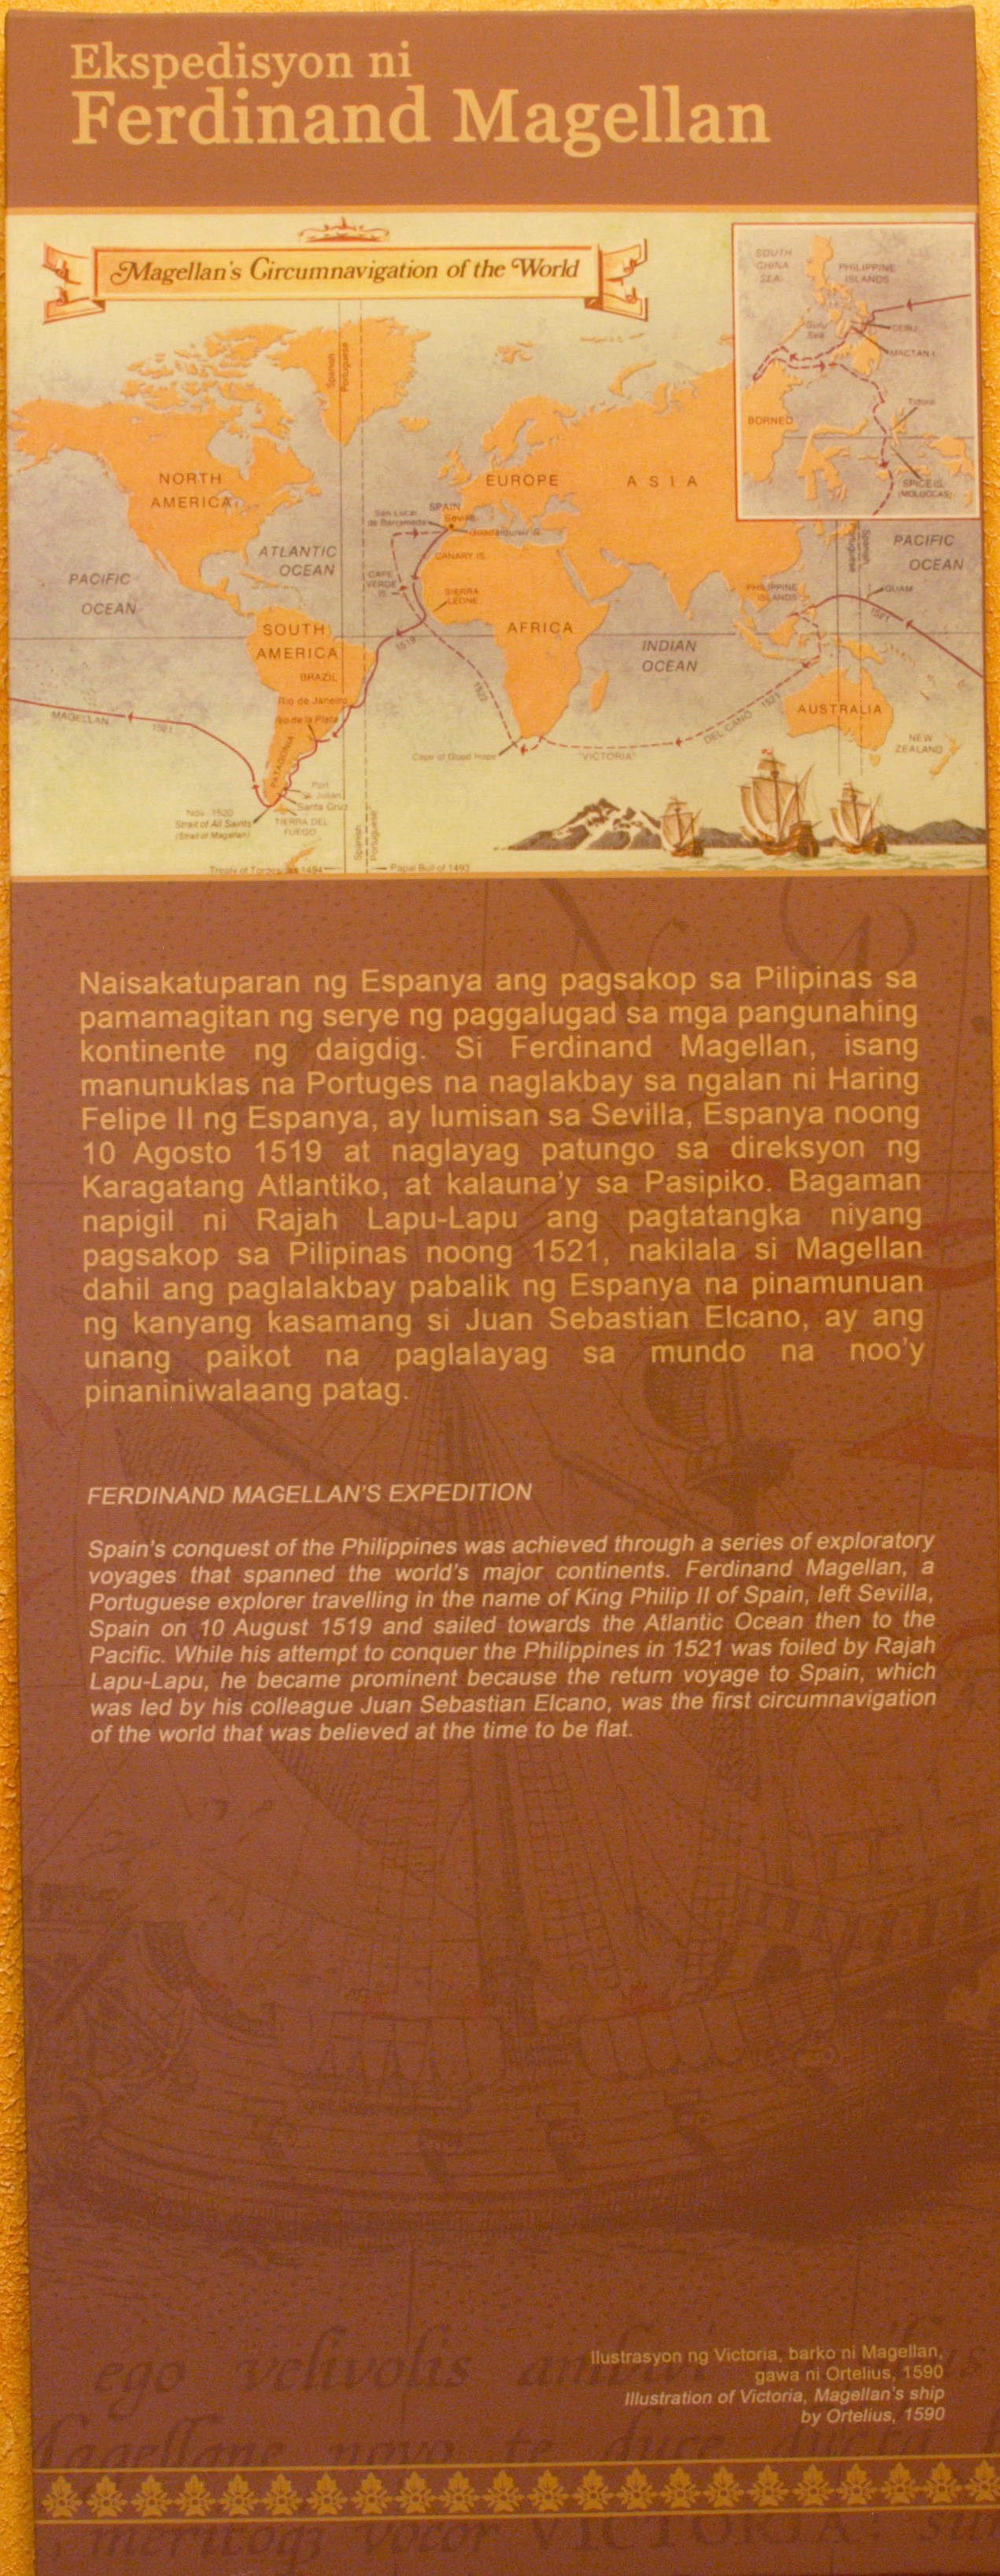 Ekspedisyon ni
Ferdinand Magellan
Magellan's Circumnavigation of the World
SOUTH
CHINA
SEA
PHILIPPINE
ISLANDS
Sulu
Sea
CEBU
MACTAN I.
BORNEO
Tidore
SPICE IS.
(MOLUCCAS)
Spanish
Portuguese
NORTH
AMERICA
EUROPE
ASIA
SPAIN
San Lucar
de Barrameda
Seville
Guadalquivir R.
ATLANTIC
OCEAN
CANARY IS.
PACIFIC
OCEAN
PACIFIC
OCEAN
CAPE
VERDE
IS.
SIERRA
LEONE
PHILIPPINE
ISLANDS
GUAM
Spanish
Portuguese
1521
SOUTH
AMERICA
AFRICA
INDIAN
OCEAN
1519
BRAZIL
Rio de Janeiro
Rio de la Plata
1522
MAGELLAN
1521
PATAGONIA
DEL CANO
1521
AUSTRALIA
NEW
ZEALAND
Cape of Good Hope
"VICTORIA"
Port
St. Julian
Santa Cruz
Nov. 1520
Strait of All Saints
(Strait of Magellan)
TIERRA DEL
FUEGO
Spanish
Portuguese
Treaty of Tordesillas 1494
Papal Bull of 1493
Naisakatuparan ng Espanya ang pagsakop sa Pilipinas sa
pamamagitan ng serye ng paggalugad sa mga pangunahing
kontinente ng daigdig. Si Ferdinand Magellan, isang
manunuklas na Portuges na naglakbay sa ngalan ni Haring
Felipe II ng Espanya, ay lumisan sa Sevilla, Espanya noong
10 Agosto 1519 at naglayag patungo sa direksyon ng
Karagatang Atlantiko, at kalauna'y sa Pasipiko. Bagaman
napigil ni Rajah Lapu-Lapu ang pagtatangka niyang
pagsakop sa Pilipinas noong 1521, nakilala si Magellan
dahil ang paglalakbay pabalik ng Espanya na pinamunuan
ng kanyang kasamang si Juan Sebastian Elcano, ay ang
unang paikot na paglalayag sa mundo na noo'y
pinaniniwalaang patag.
FERDINAND MAGELLAN'S EXPEDITION
Spain's conquest of the Philippines was achieved through a series of exploratory
voyages that spanned the world's major continents. Ferdinand Magellan, a
Portuguese explorer travelling in the name of King Philip II of Spain, left Sevilla,
Spain on 10 August 1519 and sailed towards the Atlantic Ocean then to the
Pacific. While his attempt to conquer the Philippines in 1521 was foiled by Rajah
Lapu-Lapu, he became prominent because the return voyage to Spain, which
was led by his colleague Juan Sebastian Elcano, was the first circumnavigation
of the world that was believed at the time to be flat.
Ilustrasyon ng Victoria, barko ni Magellan,
gawa ni Ortelius, 1590
Illustration of Victoria, Magellan's ship
by Ortelius, 1590
ego velivolis ambivi
Magellane novo te duce ducta
meritoq; vocor VICTORIA: